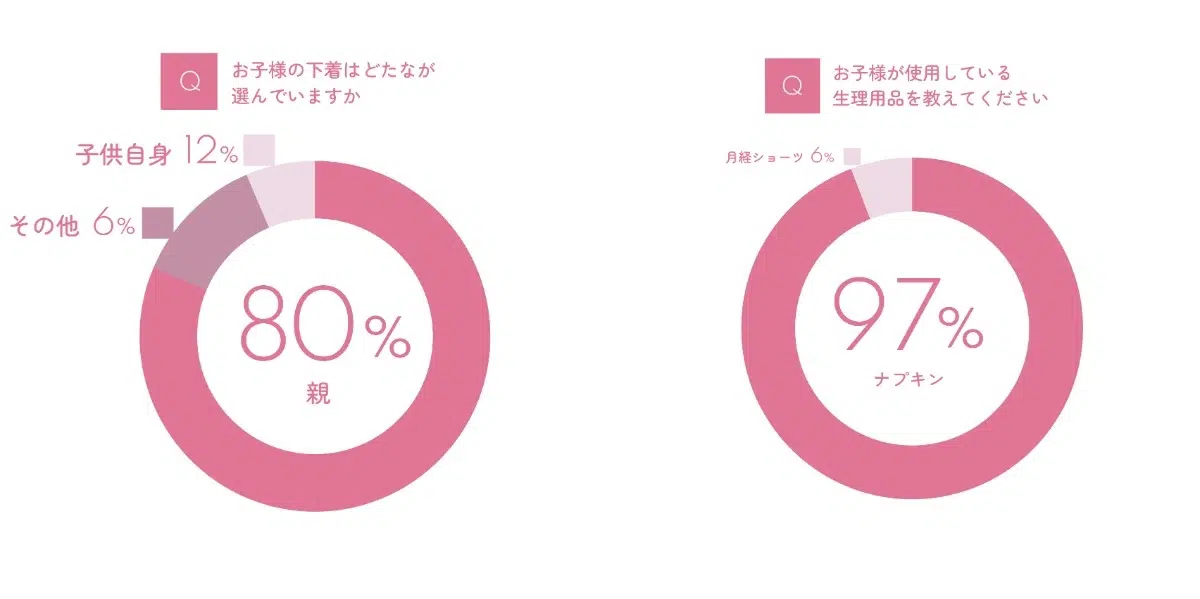 Q
お子様の下着はどたなが
選んでいますか
子供自身 12%
その他 6%
80%
親
Q
お子様が使用している
生理用品を教えてください
月経ショーツ 6%
97%
ナプキン